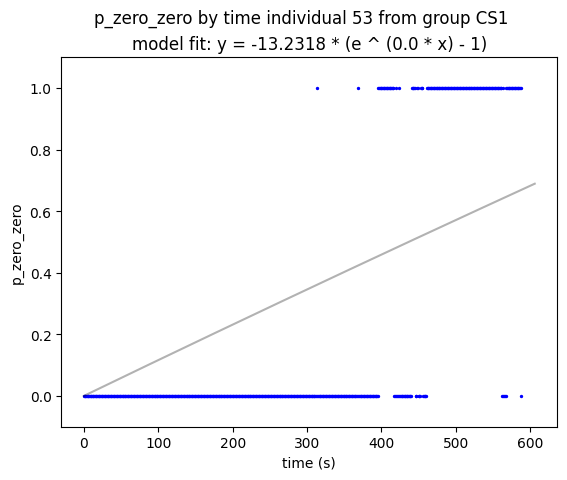 p_zero_zero by time individual 53 from group CS1
model fit: y = -13.2318 * (e ^ (0.0 * x) - 1)
1.0
0.8
0.6
0.4
0.2
0.0
p_zero_zero
0 100 200 300 400 500 600
time (s)